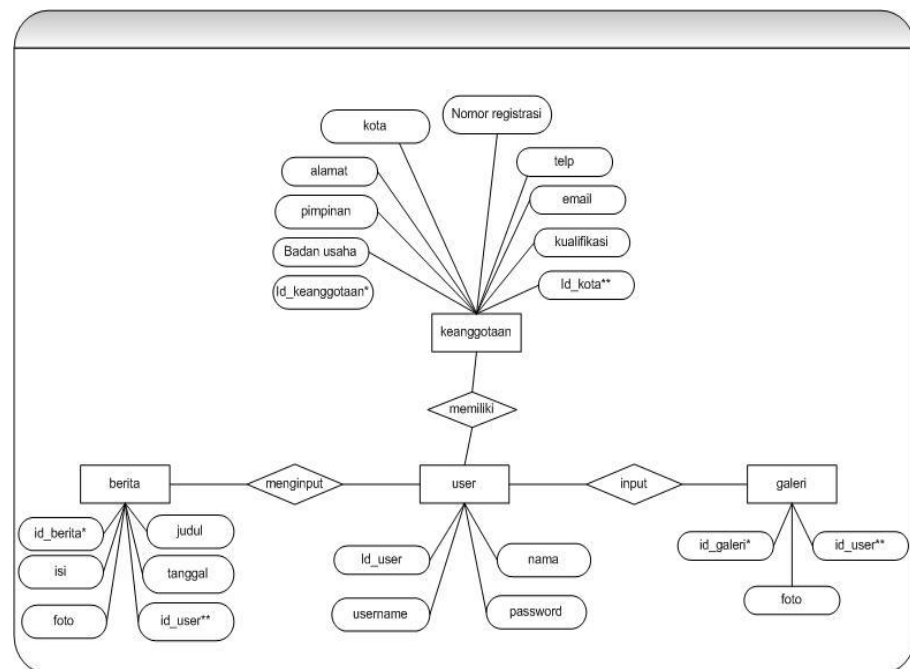 kota
Nomor registrasi
alamat
telp
pimpinan
email
Badan usaha
kualifikasi
Id_keanggotaan*
Id_kota**
keanggotaan
memiliki
berita
menginput
user
input
galeri
id_berita*
judul
isi
tanggal
foto
id_user**
Id_user
nama
username
password
id_galeri*
id_user**
foto